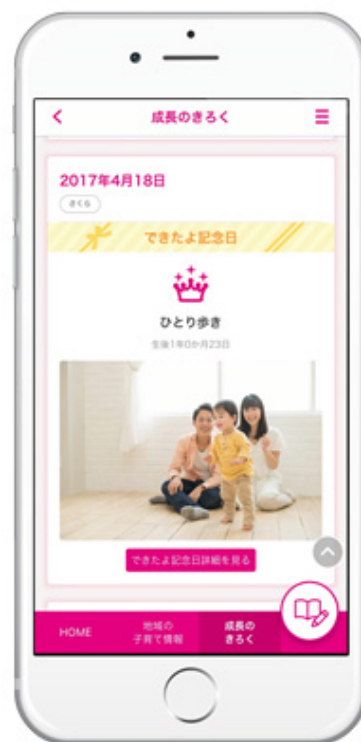 成長のきろく
2017年4月18日
さくら
できたよ記念日
ひとり歩き
生後1年0か月23日
できたよ記念日詳細を見る
HOME
地域の
子育て情報
成長の
きろく